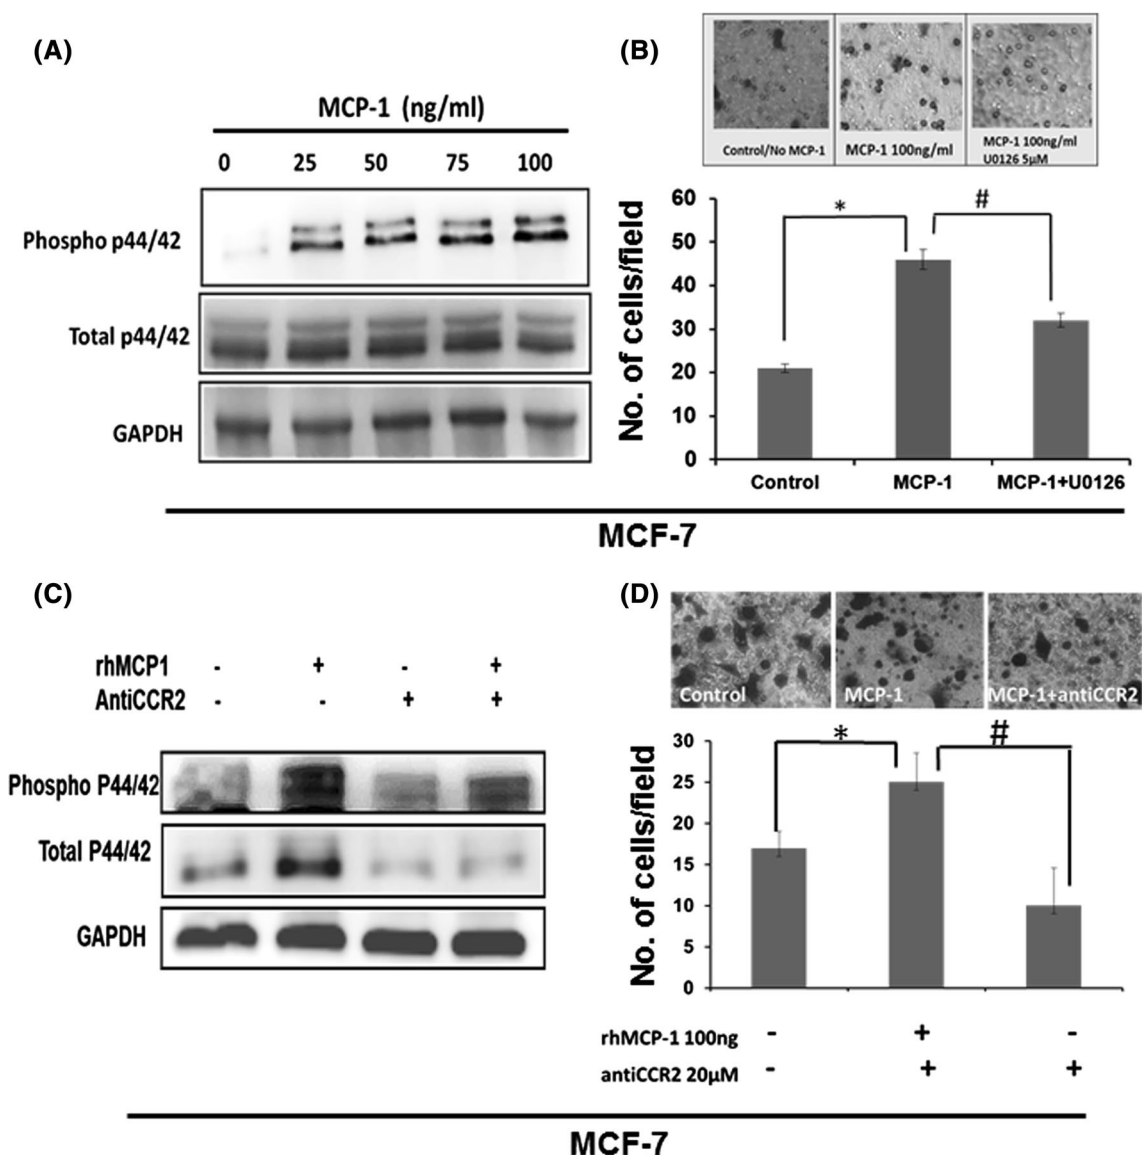 (A)
MCP-1 (ng/ml)
0 25 50 75 100
Phospho p44/42
Total p44/42
GAPDH
(B)
Control/No MCP-1
MCP-1 100ng/ml
MCP-1 100ng/ml
U0126 5µM
No. of cells/field
60
50
40
30
20
10
0
*
#
Control MCP-1 MCP-1+U0126
MCF-7
(C)
rhMCP1 - + - +
AntiCCR2 - - + +
Phospho P44/42
Total P44/42
GAPDH
(D)
Control
MCP-1
MCP-1+antiCCR2
No. of cells/field
30
25
20
15
10
5
0
*
#
rhMCP-1 100ng - + -
antiCCR2 20µM - + +
MCF-7